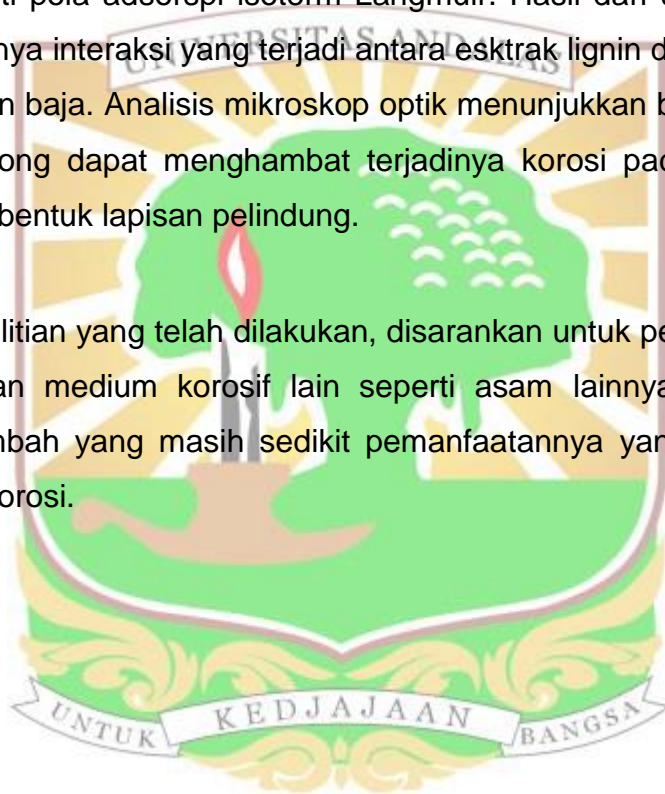 ti pola adsorpsi isoterm Langmuir. Hasil dari
nya interaksi yang terjadi antara esktrak lignin d
UNIVERSITAS ANDALAS
n baja. Analisis mikroskop optik menunjukkan b
ong dapat menghambat terjadinya korosi pad
bentuk lapisan pelindung.
litian yang telah dilakukan, disarankan untuk pe
an medium korosif lain seperti asam lainnya
mbah yang masih sedikit pemanfaatannya yan
orosi.
UNTUK KEDJAJAAN BANGSA